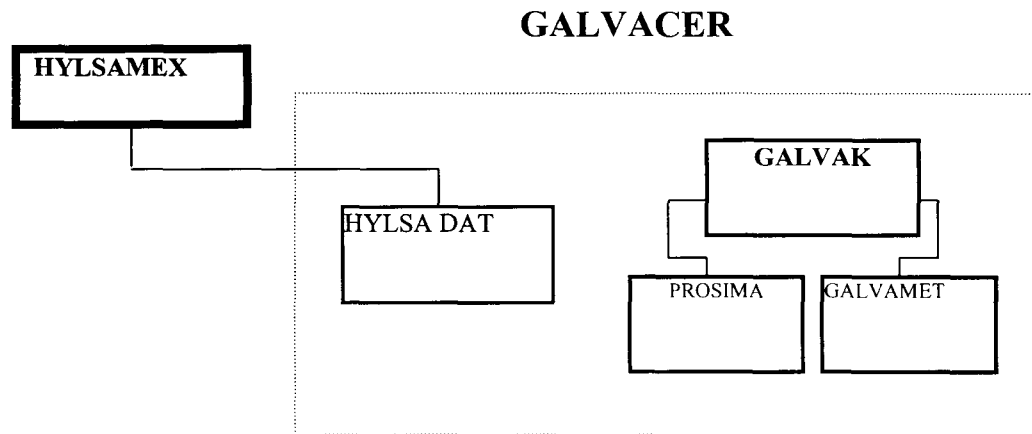 GALVACER
HYLSAMEX
GALVAK
HYLSA DAT
PROSIMA
GALVAMET